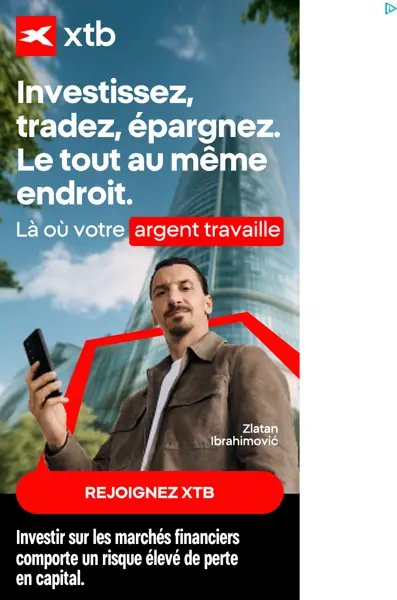 xtb
Investissez,
tradez, épargnez.
Le tout au même
endroit.
Là où votre argent travaille
Zlatan
Ibrahimović
REJOIGNEZ XTB
Investir sur les marchés financiers
comporte un risque élevé de perte
en capital.